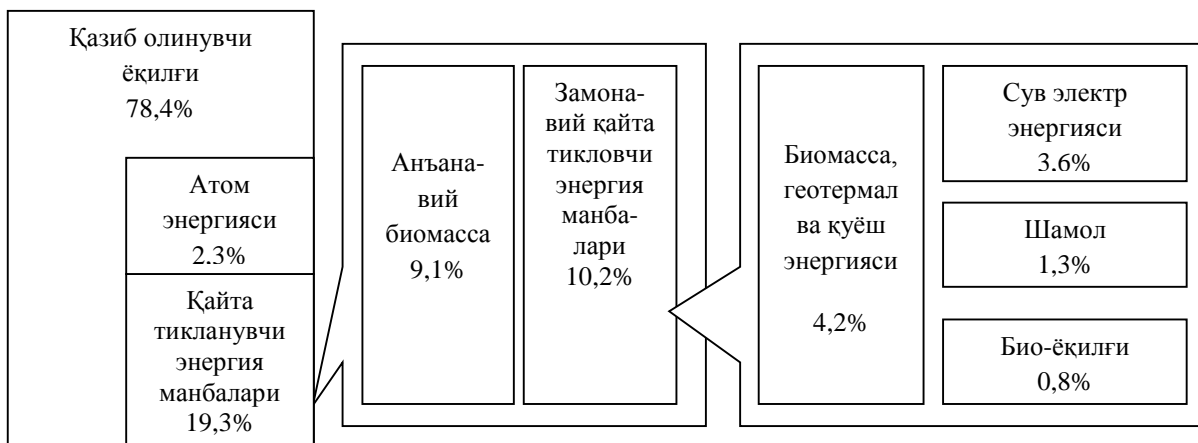 Қазиб олинувчи
ёқилғи
78,4%
Атом
энергияси
2.3%
Қайта
тикланувчи
энергия
манбалари
19,3%
Анъана-
вий
биомасса
9,1%
Замона-
вий қайта
тикловчи
энергия
манба-
лари
10,2%
Биомасса,
геотермал
ва қуёш
энергияси
4,2%
Сув электр
энергияси
3.6%
Шамол
1,3%
Био-ёқилғи
0,8%